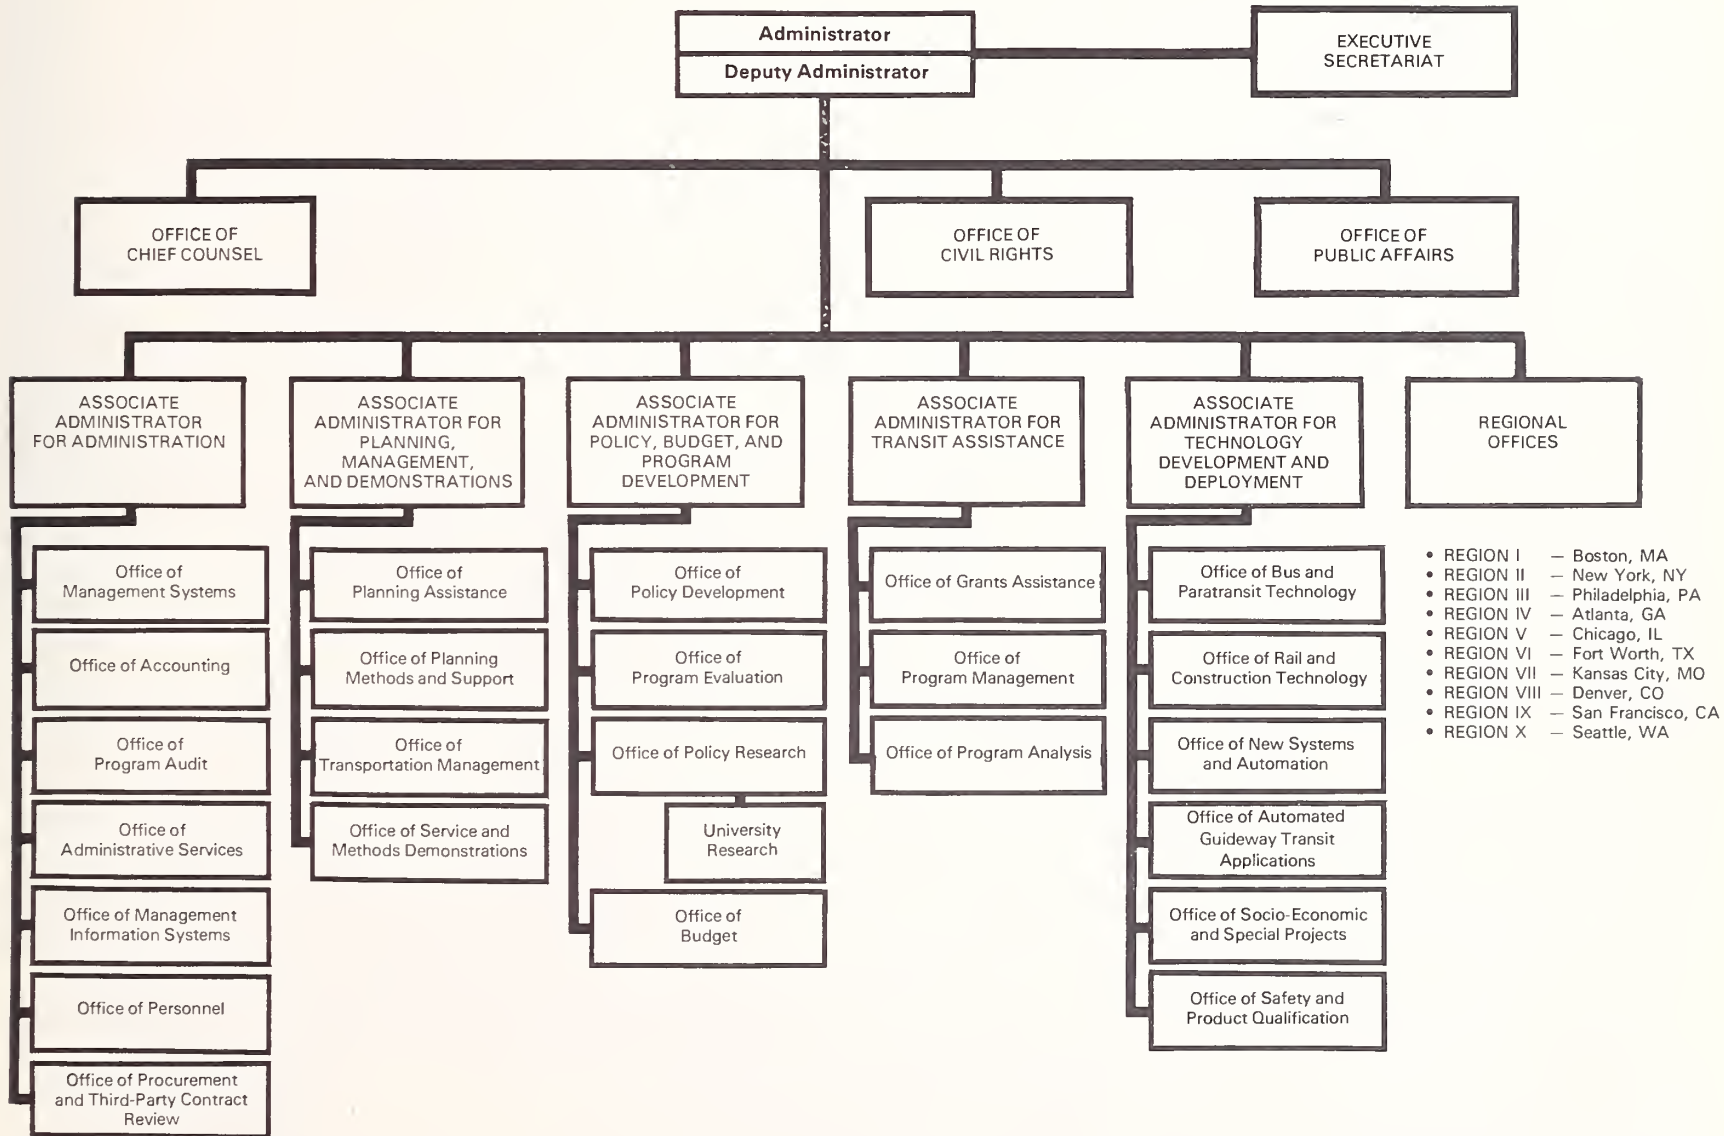 Administrator
Deputy Administrator
EXECUTIVE
SECRETARIAT
OFFICE OF
CHIEF COUNSEL
OFFICE OF
CIVIL RIGHTS
OFFICE OF
PUBLIC AFFAIRS
ASSOCIATE
ADMINISTRATOR
FOR ADMINISTRATION
ASSOCIATE
ADMINISTRATOR FOR
PLANNING,
MANAGEMENT,
AND DEMONSTRATIONS
ASSOCIATE
ADMINISTRATOR FOR
POLICY, BUDGET, AND
PROGRAM
DEVELOPMENT
ASSOCIATE
ADMINISTRATOR FOR
TRANSIT ASSISTANCE
ASSOCIATE
ADMINISTRATOR FOR
TECHNOLOGY
DEVELOPMENT AND
DEPLOYMENT
REGIONAL
OFFICES
Office of
Management Systems
Office of Accounting
Office of
Program Audit
Office of
Administrative Services
Office of Management
Information Systems
Office of Personnel
Office of Procurement
and Third-Party Contract
Review
Office of
Planning Assistance
Office of Planning
Methods and Support
Office of
Transportation Management
Office of Service and
Methods Demonstrations
Office of
Policy Development
Office of
Program Evaluation
Office of Policy Research
University
Research
Office of
Budget
Office of Grants Assistance
Office of
Program Management
Office of Program Analysis
Office of Bus and
Paratransit Technology
Office of Rail and
Construction Technology
Office of New Systems
and Automation
Office of Automated
Guideway Transit
Applications
Office of Socio-Economic
and Special Projects
Office of Safety and
Product Qualification
• REGION I — Boston, MA
• REGION II — New York, NY
• REGION III — Philadelphia, PA
• REGION IV — Atlanta, GA
• REGION V — Chicago, IL
• REGION VI — Fort Worth, TX
• REGION VII — Kansas City, MO
• REGION VIII — Denver, CO
• REGION IX — San Francisco, CA
• REGION X — Seattle, WA